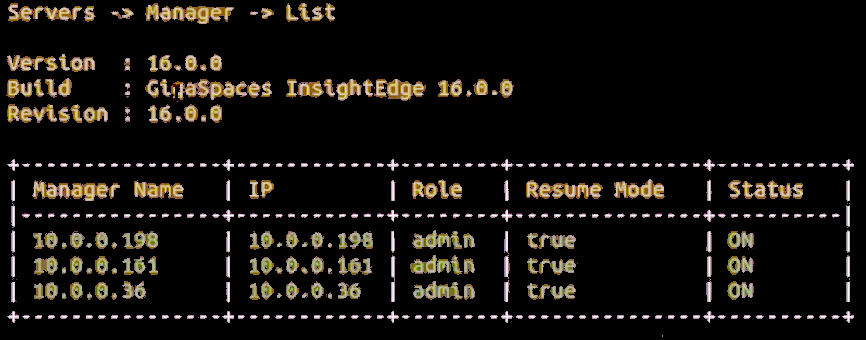 Servers -> Manager -> List
Version : 16.0.0
Build : GigaSpaces InsightEdge 16.0.0
Revision : 16.0.0
Manager Name | IP | Role | Resume Mode | Status
10.0.0.198 | 10.0.0.198 | admin | true | ON
10.0.0.161 | 10.0.0.161 | admin | true | ON
10.0.0.36 | 10.0.0.36 | admin | true | ON